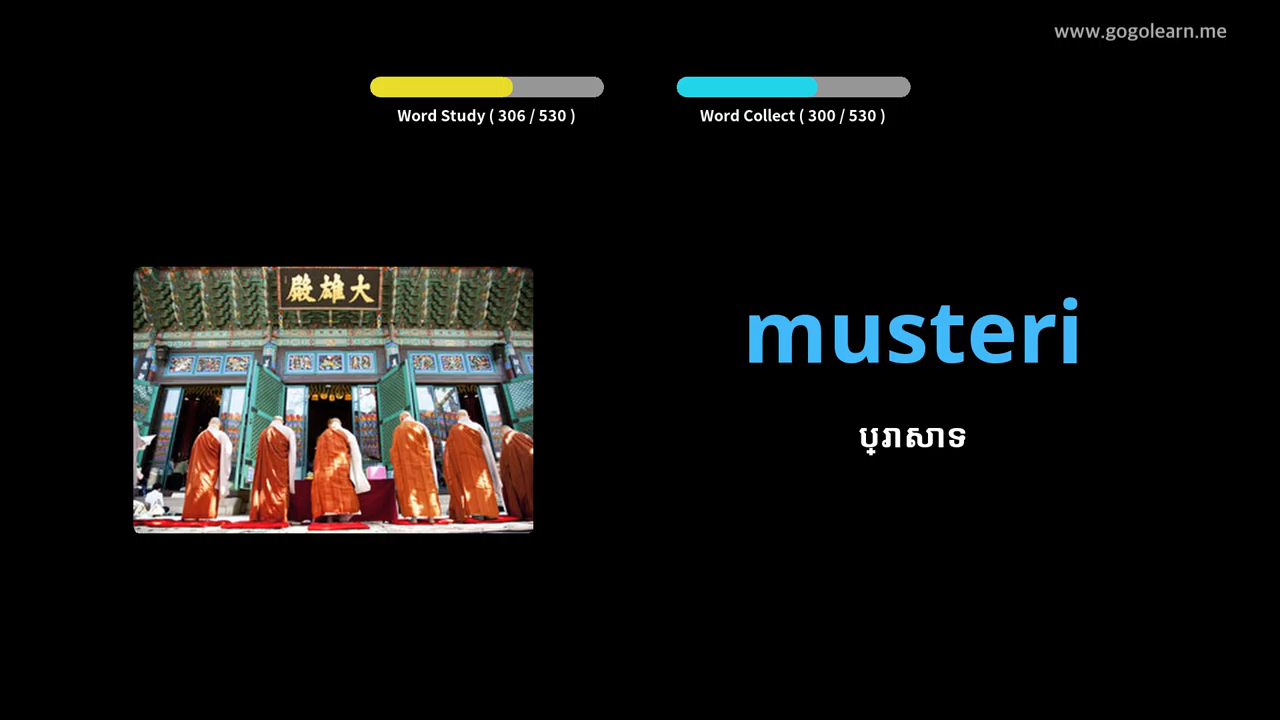 www.gogolearn.me
Word Study ( 306 / 530 )
Word Collect ( 300 / 530 )
大雄殿
musteri
ប្រាសាទ